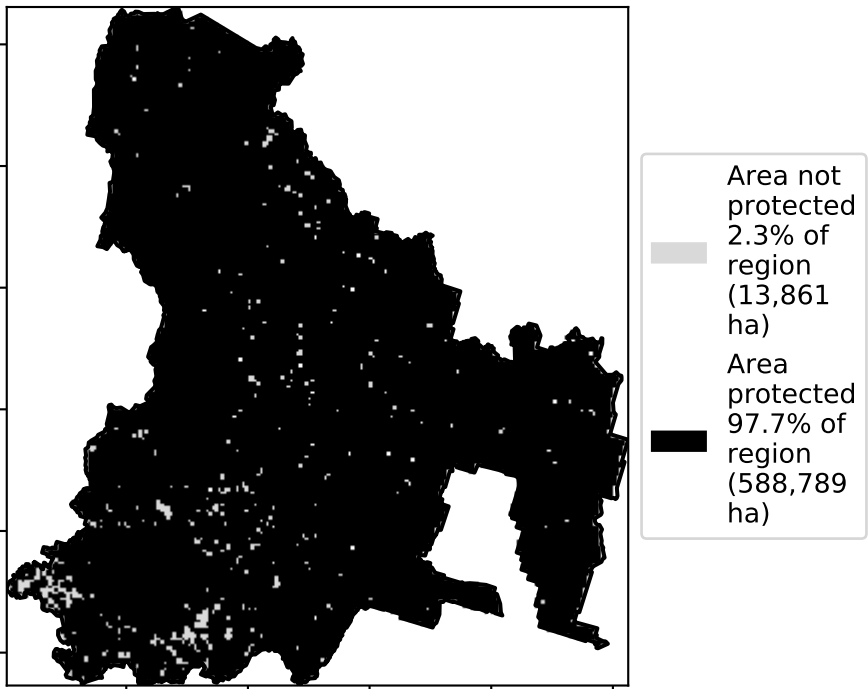 Area not
protected
2.3% of
region
(13,861
ha)
Area
protected
97.7% of
region
(588,789
ha)